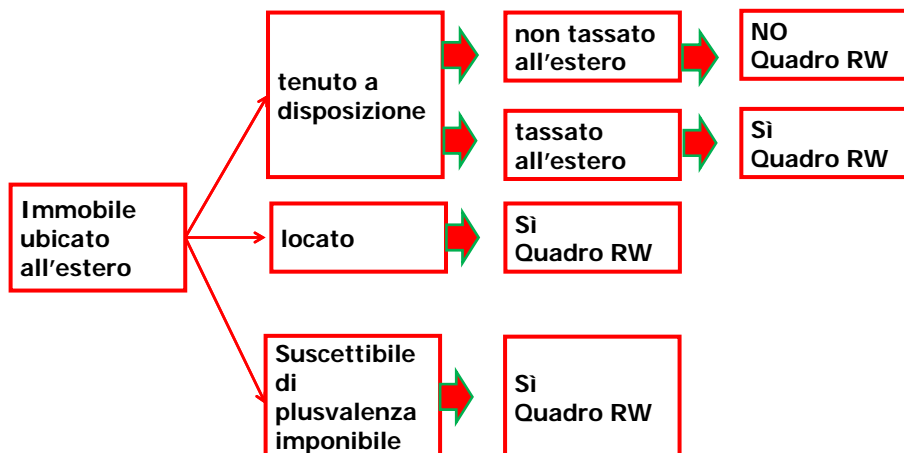 Immobile
ubicato
all'estero
tenuto a
disposizione
non tassato
all'estero
NO
Quadro RW
tassato
all'estero
Sì
Quadro RW
locato
Sì
Quadro RW
Suscettibile
di
plusvalenza
imponibile
Sì
Quadro RW